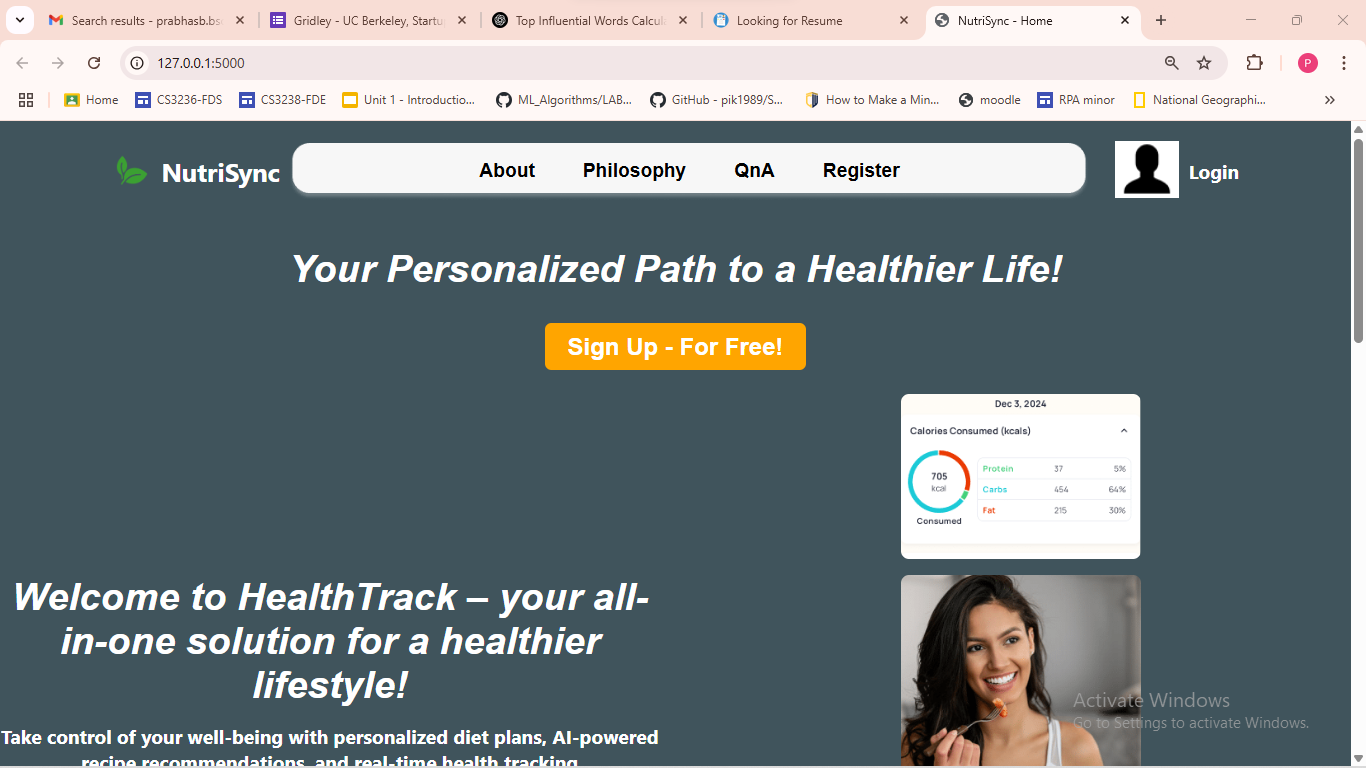 Search results - prabhasb.bs
Gridley - UC Berkeley, Startu
Top Influential Words Calcul
Looking for Resume
NutriSync - Home
127.0.0.1:5000
P
Home
CS3236-FDS
CS3238-FDE
Unit 1 - Introductio...
ML_Algorithms/LAB...
GitHub - pik1989/S...
How to Make a Min...
moodle
RPA minor
National Geographi...
NutriSync
About
Philosophy
QnA
Register
Login
Your Personalized Path to a Healthier Life!
Sign Up - For Free!
Dec 3, 2024
Calories Consumed (kcals)
705
kcal
Consumed
Protein 37 5%
Carbs 454 64%
Fat 215 30%
Welcome to HealthTrack – your all-
in-one solution for a healthier
lifestyle!
Take control of your well-being with personalized diet plans, AI-powered
recipe recommendations, and real-time health tracking
Activate Windows
Go to Settings to activate Windows.